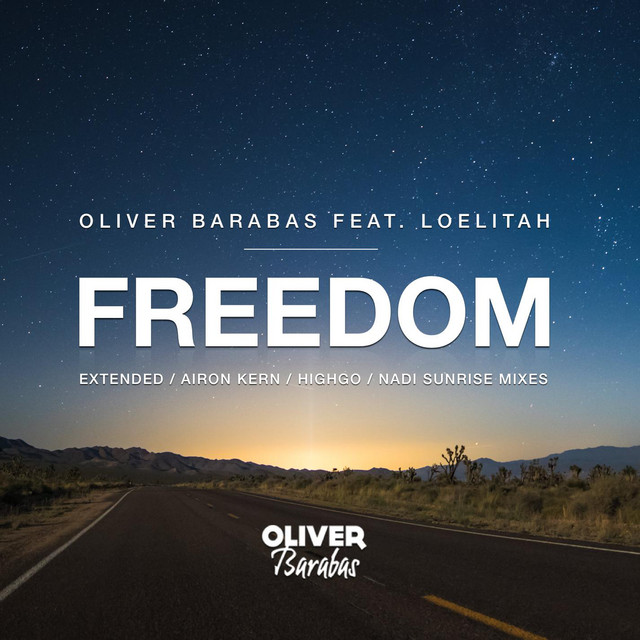 OLIVER BARABAS FEAT. LOELITAH
FREEDOM
EXTENDED / AIRON KERN / HIGHGO / NADI SUNRISE MIXES
OLIVER
Barabas